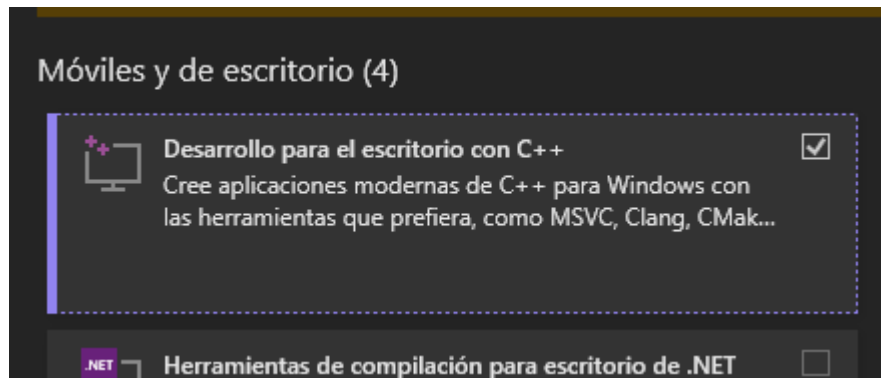 Móviles y de escritorio (4)
Desarrollo para el escritorio con C++
Cree aplicaciones modernas de C++ para Windows con
las herramientas que prefiera, como MSVC, Clang, CMak...
.NET
Herramientas de compilación para escritorio de .NET